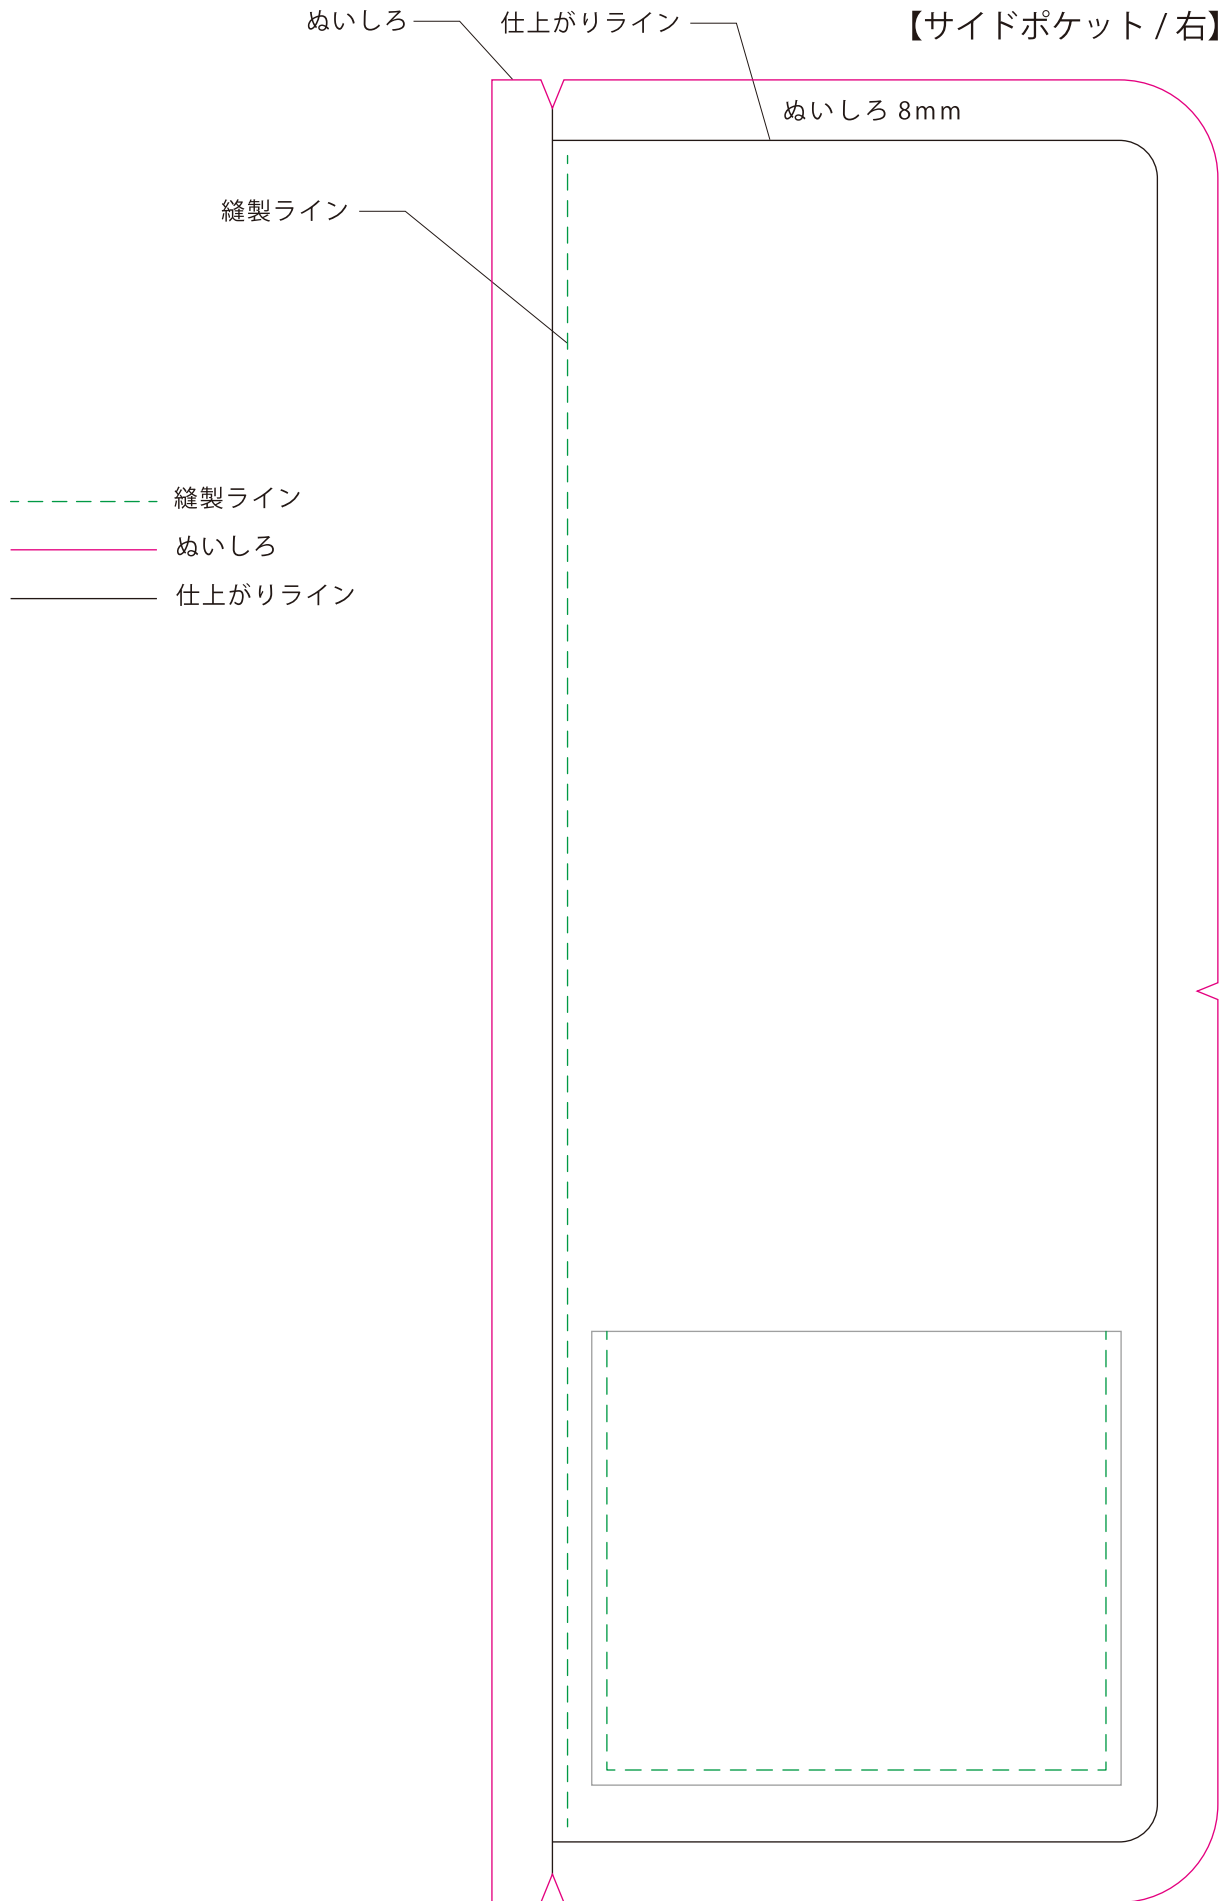 【サイドポケット / 右】
ぬいしろ
仕上がりライン
ぬいしろ 8mm
縫製ライン
縫製ライン
ぬいしろ
仕上がりライン